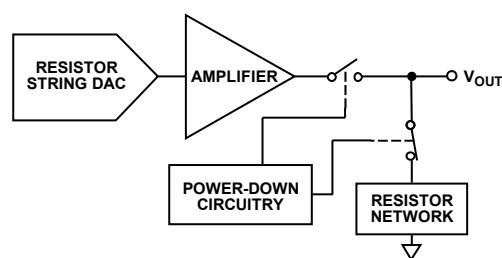 RESISTOR
STRING DAC
AMPLIFIER
VOUT
POWER-DOWN
CIRCUITRY
RESISTOR
NETWORK